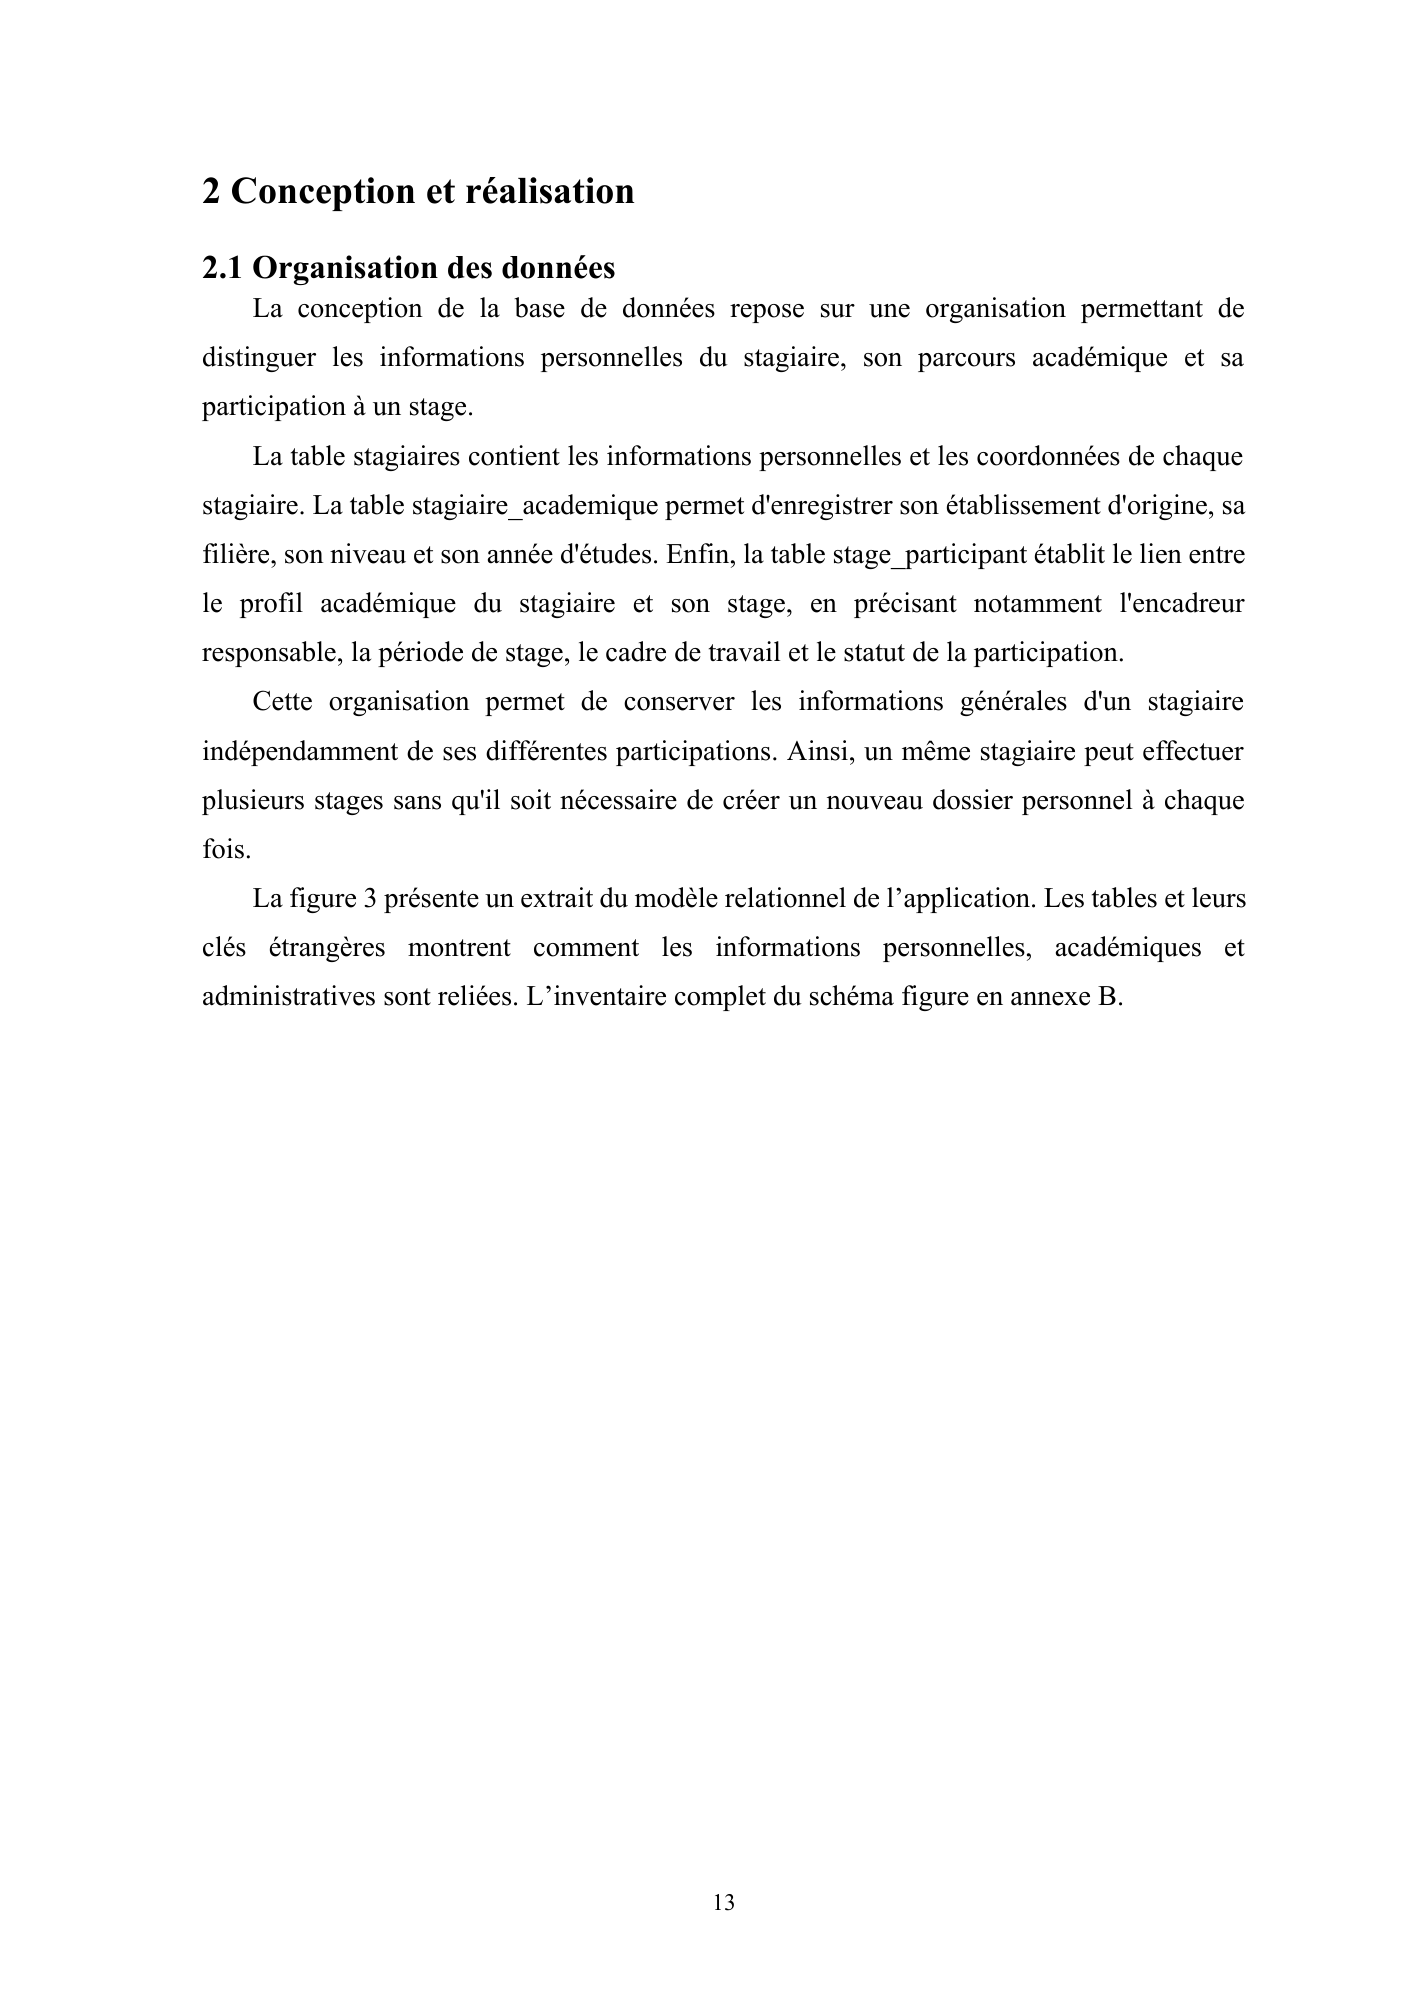 2 Conception et réalisation
2.1 Organisation des données
La conception de la base de données repose sur une organisation permettant de
distinguer les informations personnelles du stagiaire, son parcours académique et sa
participation à un stage.
La table stagiaires contient les informations personnelles et les coordonnées de chaque
stagiaire. La table stagiaire_academique permet d'enregistrer son établissement d'origine, sa
filière, son niveau et son année d'études. Enfin, la table stage_participant établit le lien entre
le profil académique du stagiaire et son stage, en précisant notamment l'encadreur
responsable, la période de stage, le cadre de travail et le statut de la participation.
Cette organisation permet de conserver les informations générales d'un stagiaire
indépendamment de ses différentes participations. Ainsi, un même stagiaire peut effectuer
plusieurs stages sans qu'il soit nécessaire de créer un nouveau dossier personnel à chaque
fois.
La figure 3 présente un extrait du modèle relationnel de l’application. Les tables et leurs
clés étrangères montrent comment les informations personnelles, académiques et
administratives sont reliées. L’inventaire complet du schéma figure en annexe B.
13